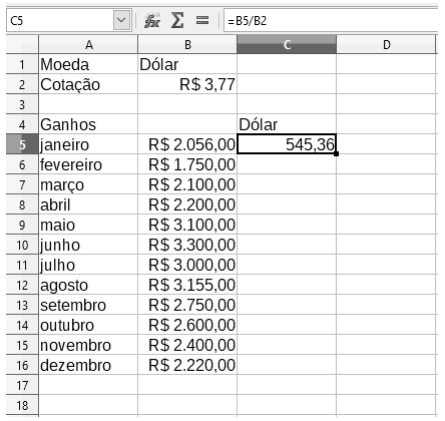 C5 =B5/B2
A B C D
1 Moeda Dólar
2 Cotação R$ 3,77
3
4 Ganhos Dólar
5 janeiro R$ 2.056,00 545,36
6 fevereiro R$ 1.750,00
7 março R$ 2.100,00
8 abril R$ 2.200,00
9 maio R$ 3.100,00
10 junho R$ 3.300,00
11 julho R$ 3.000,00
12 agosto R$ 3.155,00
13 setembro R$ 2.750,00
14 outubro R$ 2.600,00
15 novembro R$ 2.400,00
16 dezembro R$ 2.220,00
17
18